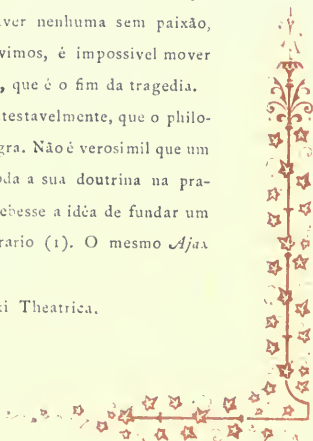 ver nenhuma sem paixão,
vimos, é impossivel mover
, que é o fim da tragedia.
testavelmente, que o philo-
gra. Não é verosimil que um
da a sua doutrina na pra-
ebesse a idéa de fundar um
rario (1). O mesmo Ajax
i Theatrica.